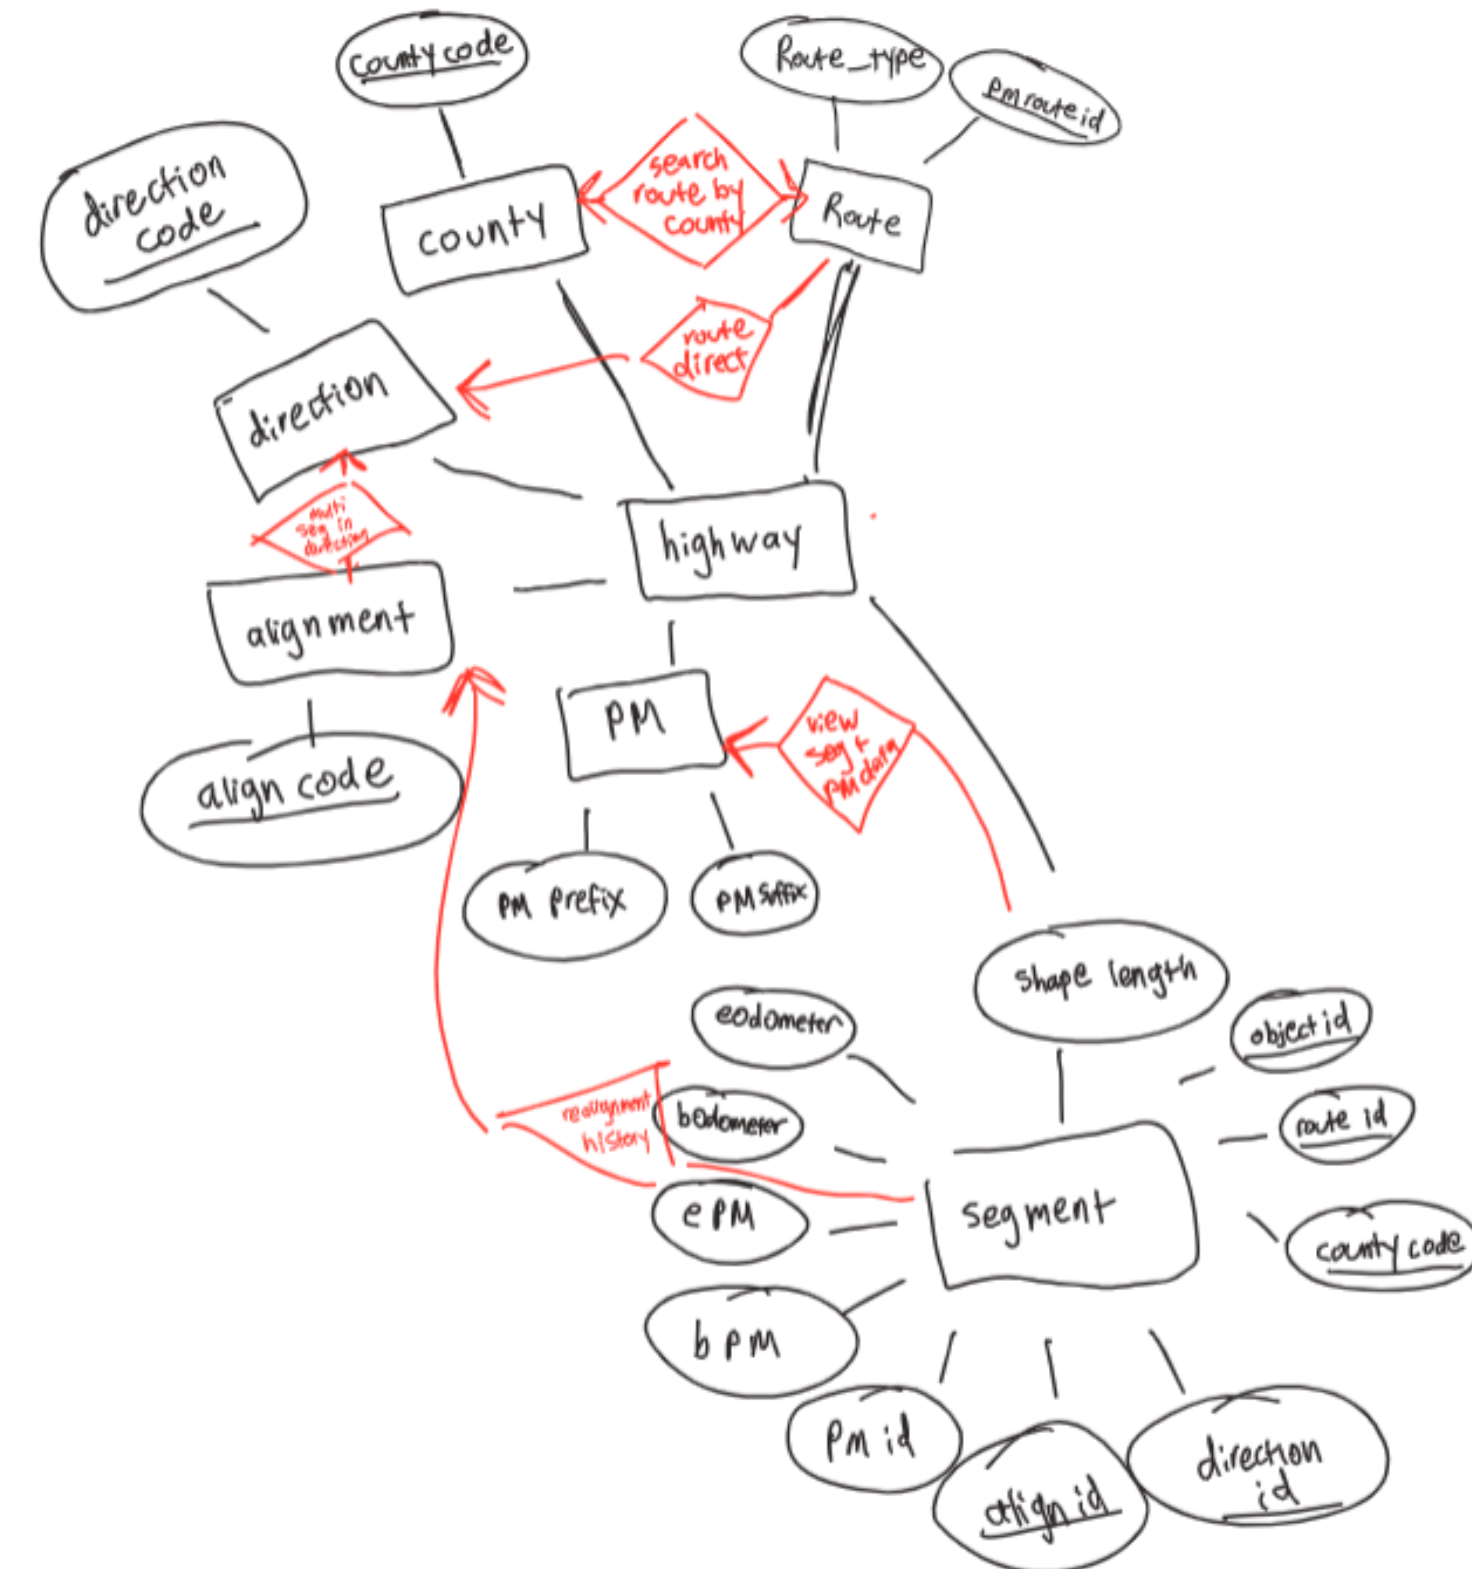 county code
Route_type
pm route id
direction
code
search
route by
county
county
Route
route
direct
direction
multi
seg in
direction
highway
alignment
PM
view
seg +
PM data
align code
PM Prefix
PM suffix
shape length
eodometer
object id
realignment
history
bodometer
route id
ePM
segment
county code
bPM
Pm id
align id
direction
id